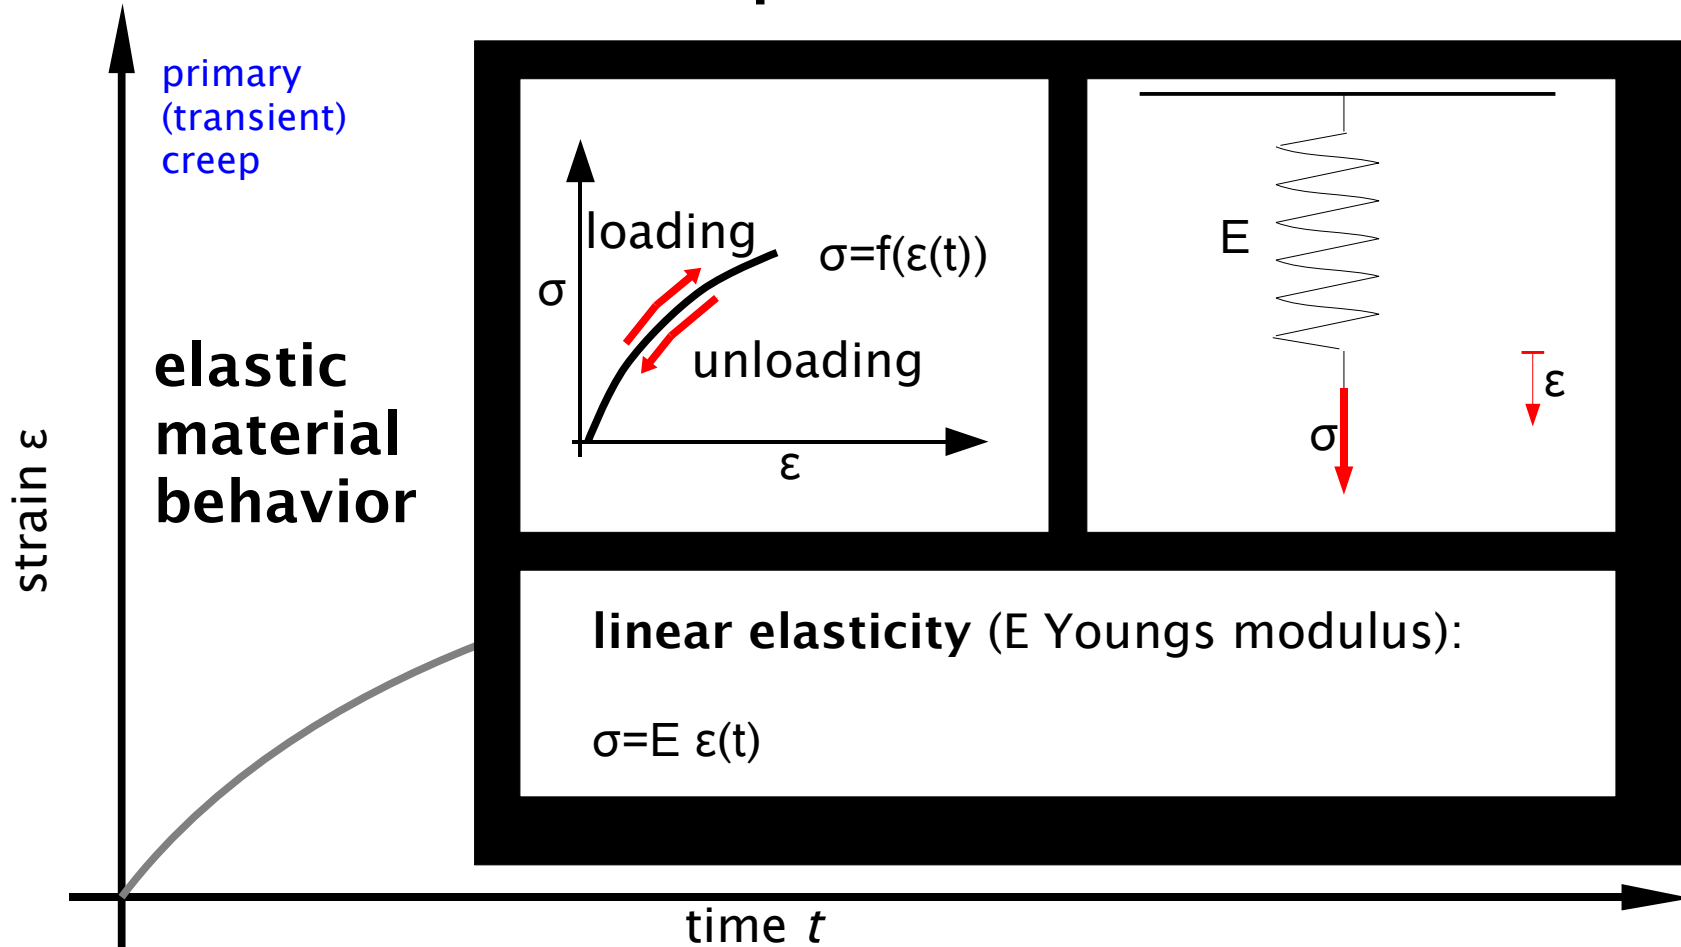 primary
(transient)
creep
elastic
material
behavior
strain ε
time t
loading
σ=f(ε(t))
σ
unloading
ε
E
σ
ε
linear elasticity (E Youngs modulus):
σ=E ε(t)